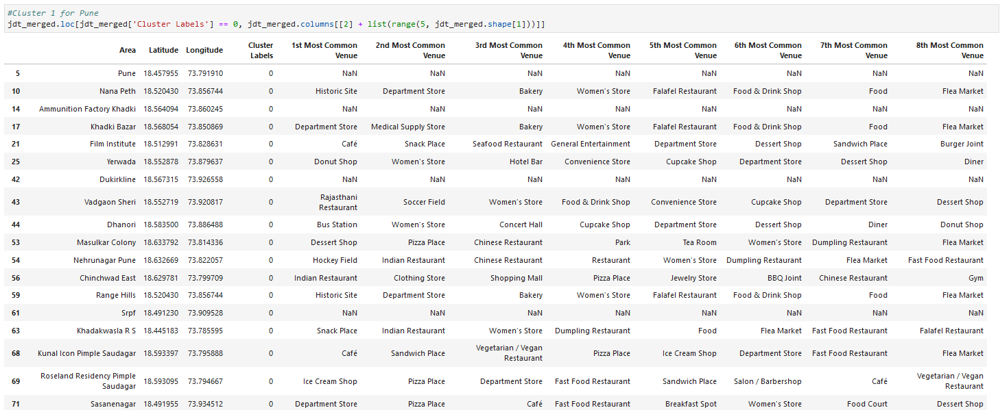 #Cluster 1 for Pune
jdt_merged.loc[jdt_merged['Cluster Labels'] == 0, jdt_merged.columns[[2] + list(range(5, jdt_merged.shape[1]))]]
Area Latitude Longitude Cluster Labels 1st Most Common Venue 2nd Most Common Venue 3rd Most Common Venue 4th Most Common Venue 5th Most Common Venue 6th Most Common Venue 7th Most Common Venue 8th Most Common Venue
5 Pune 18.457955 73.791910 0 NaN NaN NaN NaN NaN NaN NaN NaN
10 Nana Peth 18.520430 73.856744 0 Historic Site Department Store Bakery Women's Store Falafel Restaurant Food & Drink Shop Food Flea Market
14 Ammunition Factory Khadki 18.564094 73.860245 0 NaN NaN NaN NaN NaN NaN NaN NaN
17 Khadki Bazar 18.568054 73.850869 0 Department Store Medical Supply Store Bakery Women's Store Falafel Restaurant Food & Drink Shop Food Flea Market
21 Film Institute 18.512991 73.828631 0 Café Snack Place Seafood Restaurant General Entertainment Department Store Dessert Shop Sandwich Place Burger Joint
25 Yerwada 18.552878 73.879637 0 Donut Shop Women's Store Hotel Bar Convenience Store Cupcake Shop Department Store Dessert Shop Diner
42 Dukirkline 18.567315 73.926558 0 NaN NaN NaN NaN NaN NaN NaN NaN
43 Vadgaon Sheri 18.552719 73.920817 0 Rajasthani Restaurant Soccer Field Women's Store Food & Drink Shop Convenience Store Cupcake Shop Department Store Dessert Shop
44 Dhanori 18.583500 73.886488 0 Bus Station Women's Store Concert Hall Cupcake Shop Department Store Dessert Shop Diner Donut Shop
53 Masulkar Colony 18.633792 73.814336 0 Dessert Shop Pizza Place Chinese Restaurant Park Tea Room Women's Store Dumpling Restaurant Flea Market
54 Nehrunagar Pune 18.632669 73.822057 0 Hockey Field Indian Restaurant Chinese Restaurant Restaurant Women's Store Dumpling Restaurant Flea Market Fast Food Restaurant
56 Chinchwad East 18.629781 73.799709 0 Indian Restaurant Clothing Store Shopping Mall Pizza Place Jewelry Store BBQ Joint Chinese Restaurant Gym
59 Range Hills 18.520430 73.856744 0 Historic Site Department Store Bakery Women's Store Falafel Restaurant Food & Drink Shop Food Flea Market
61 Srpf 18.491230 73.909528 0 NaN NaN NaN NaN NaN NaN NaN NaN
63 Khadakwasla R S 18.445183 73.785595 0 Snack Place Indian Restaurant Women's Store Dumpling Restaurant Food Flea Market Fast Food Restaurant Falafel Restaurant
68 Kunal Icon Pimple Saudagar 18.593397 73.795888 0 Café Sandwich Place Vegetarian / Vegan Restaurant Pizza Place Ice Cream Shop Department Store Fast Food Restaurant Flea Market
69 Roseland Residency Pimple Saudagar 18.593095 73.794667 0 Ice Cream Shop Pizza Place Department Store Fast Food Restaurant Sandwich Place Salon / Barbershop Café Vegetarian / Vegan Restaurant
71 Sasanenagar 18.491955 73.934512 0 Department Store Pizza Place Café Fast Food Restaurant Breakfast Spot Women's Store Food Court Dessert Shop